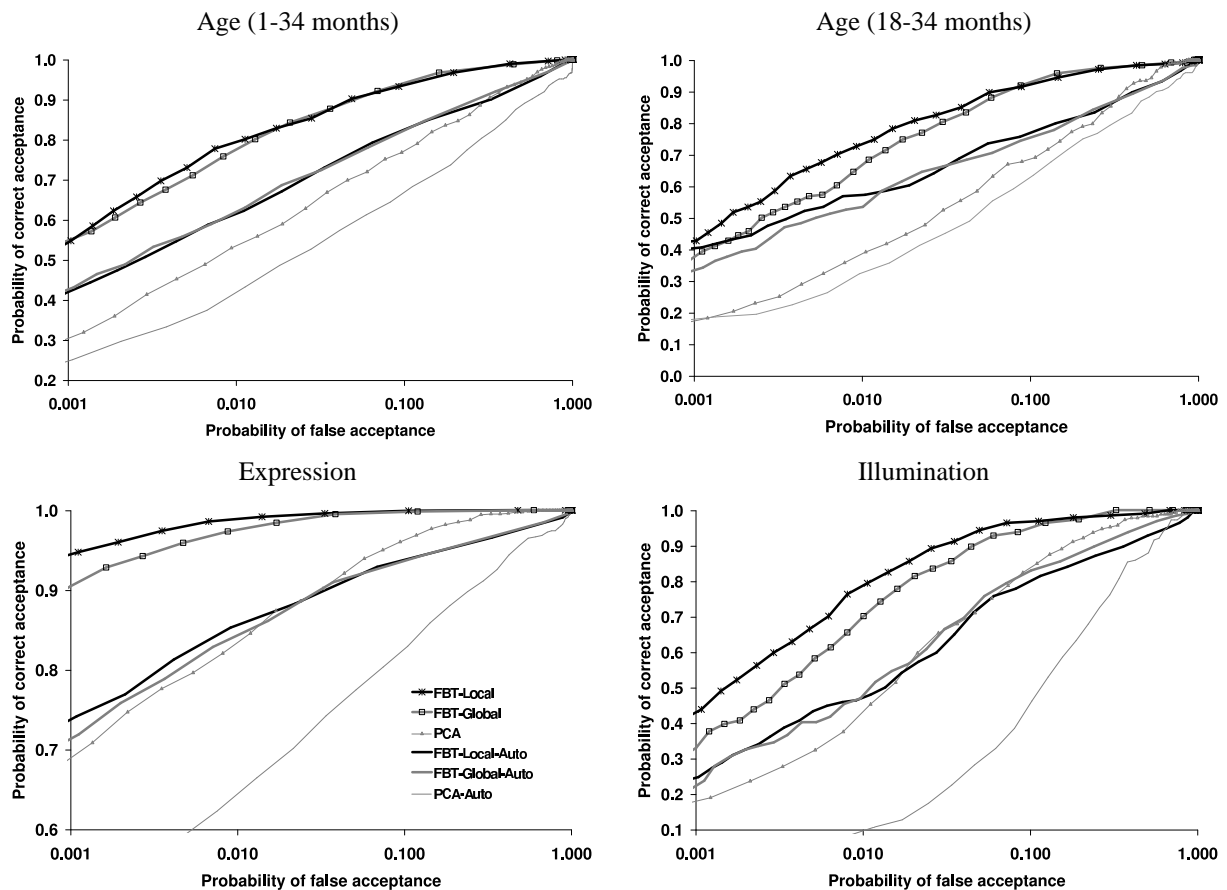 Age (1-34 months)
1.0
0.9
0.8
0.7
0.6
0.5
0.4
0.3
0.2
Probability of correct acceptance
0.001 0.010 0.100 1.000
Probability of false acceptance
Age (18-34 months)
1.0
0.9
0.8
0.7
0.6
0.5
0.4
0.3
0.2
0.1
0.0
Probability of correct acceptance
0.001 0.010 0.100 1.000
Probability of false acceptance
Expression
1.0
0.9
0.8
0.7
0.6
Probability of correct acceptance
FBT-Local
FBT-Global
PCA
FBT-Local-Auto
FBT-Global-Auto
PCA-Auto
0.001 0.010 0.100 1.000
Probability of false acceptance
Illumination
1.0
0.9
0.8
0.7
0.6
0.5
0.4
0.3
0.2
0.1
Probability of correct acceptance
0.001 0.010 0.100 1.000
Probability of false acceptance